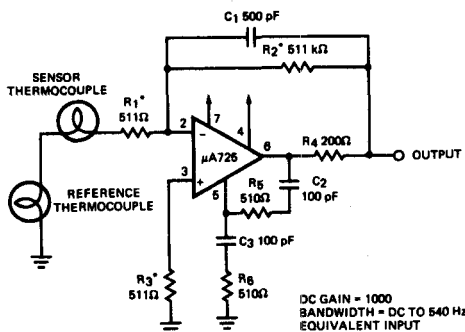 C1 500 pF
R2* 511 kΩ
SENSOR
THERMOCOUPLE
R1*
511Ω
2
7
4
−
μA725
6
R4 200Ω
OUTPUT
3
+
5
R5
510Ω
C2
100 pF
REFERENCE
THERMOCOUPLE
C3 100 pF
R3*
511Ω
R6
510Ω
DC GAIN = 1000
BANDWIDTH = DC TO 540 Hz
EQUIVALENT INPUT